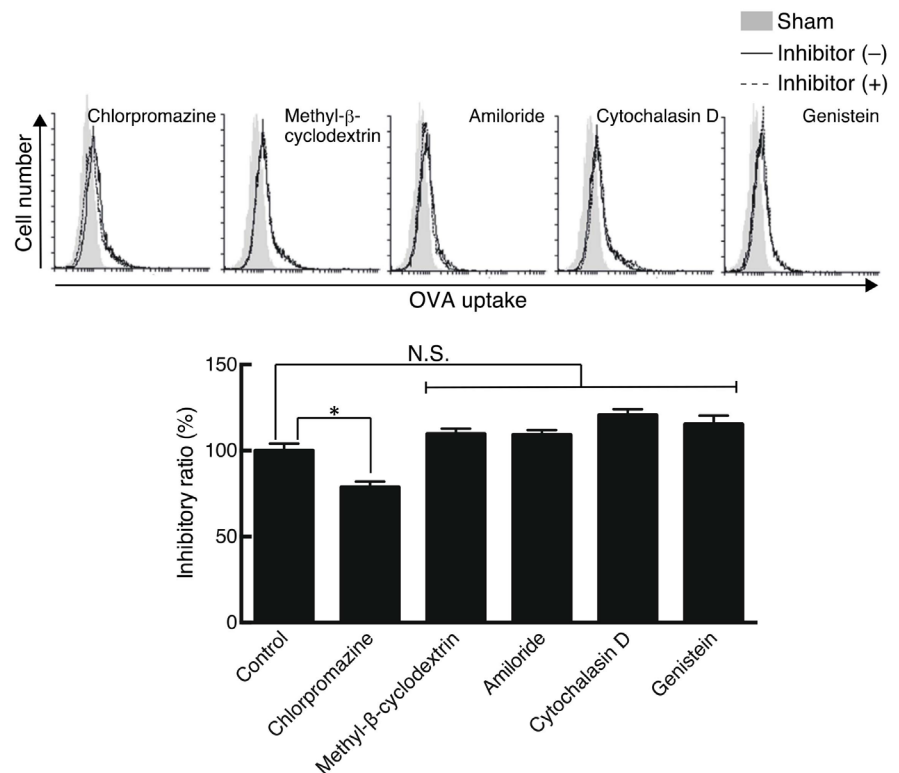 Sham
Inhibitor (–)
Inhibitor (+)
Chlorpromazine
Methyl-β-
cyclodextrin
Amiloride
Cytochalasin D
Genistein
Cell number
OVA uptake
N.S.
*
150
100
50
0
Inhibitory ratio (%)
Control
Chlorpromazine
Methyl-β-cyclodextrin
Amiloride
Cytochalasin D
Genistein